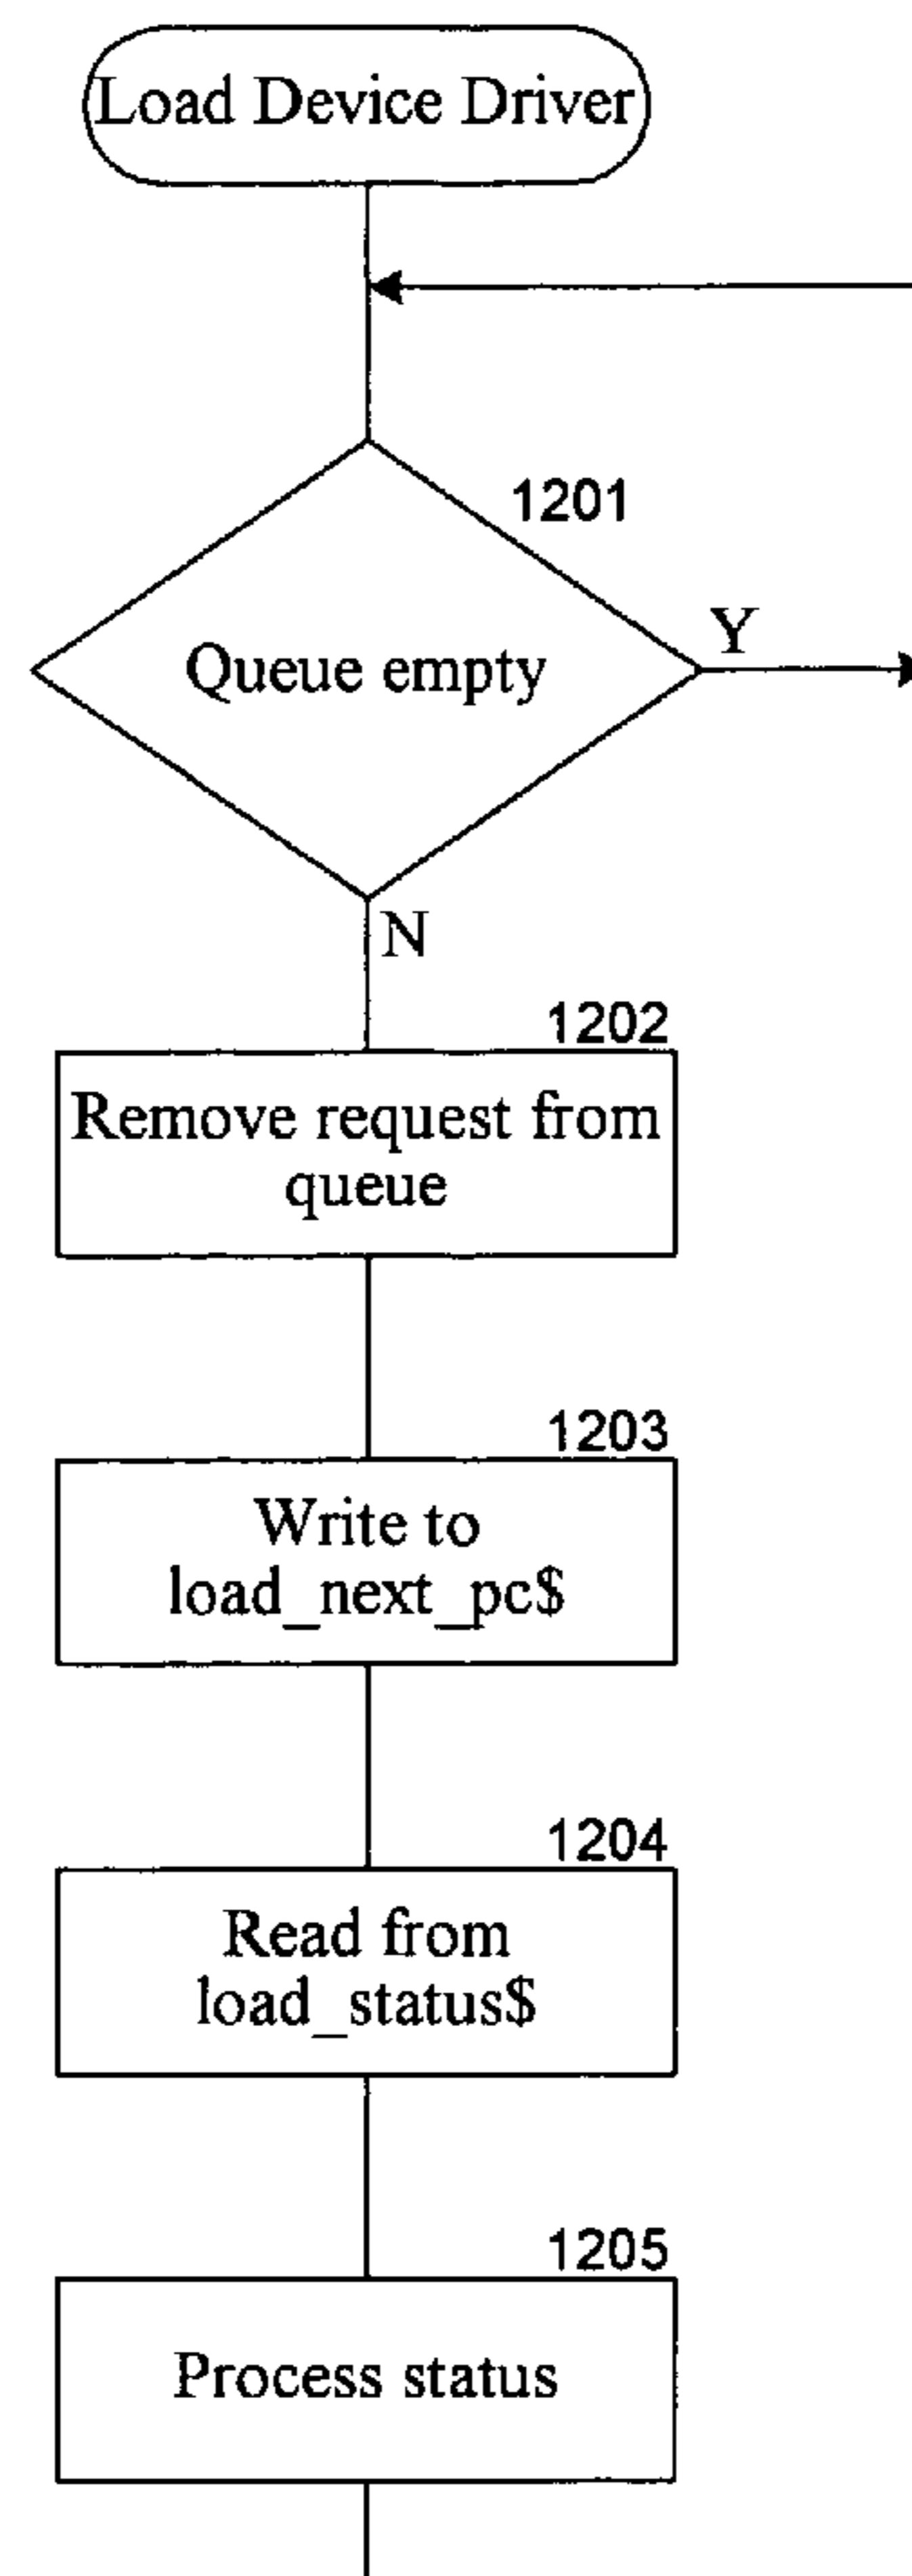 Load Device Driver
1201
Queue empty
Y
N
1202
Remove request from
queue
1203
Write to
load_next_pc$
1204
Read from
load_status$
1205
Process status